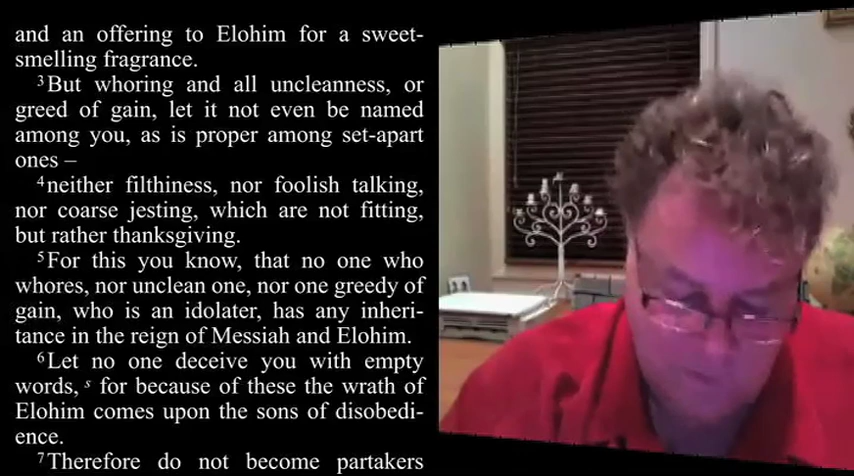 and an offering to Elohim for a sweet-
smelling fragrance.
3But whoring and all uncleanness, or
greed of gain, let it not even be named
among you, as is proper among set-apart
ones –
4neither filthiness, nor foolish talking,
nor coarse jesting, which are not fitting,
but rather thanksgiving.
5For this you know, that no one who
whores, nor unclean one, nor one greedy of
gain, who is an idolater, has any inheri-
tance in the reign of Messiah and Elohim.
6Let no one deceive you with empty
words, s for because of these the wrath of
Elohim comes upon the sons of disobedi-
ence.
7Therefore do not become partakers